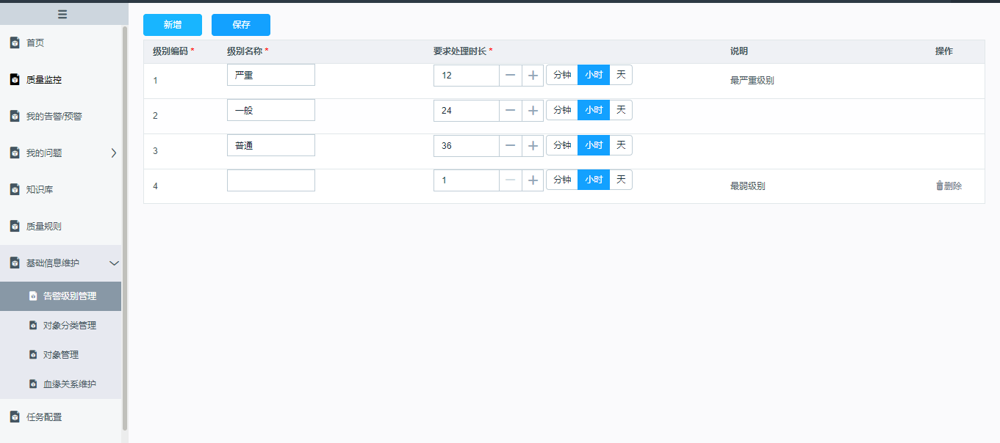 首页
质量监控
我的告警/预警
我的问题
知识库
质量规则
基础信息维护
告警级别管理
对象分类管理
对象管理
血缘关系维护
任务配置
新增 保存
级别编码 * 级别名称 * 要求处理时长 * 说明 操作
1 严重 12 分钟 小时 天 最严重级别
2 一般 24 分钟 小时 天
3 普通 36 分钟 小时 天
4 1 分钟 小时 天 最弱级别 删除